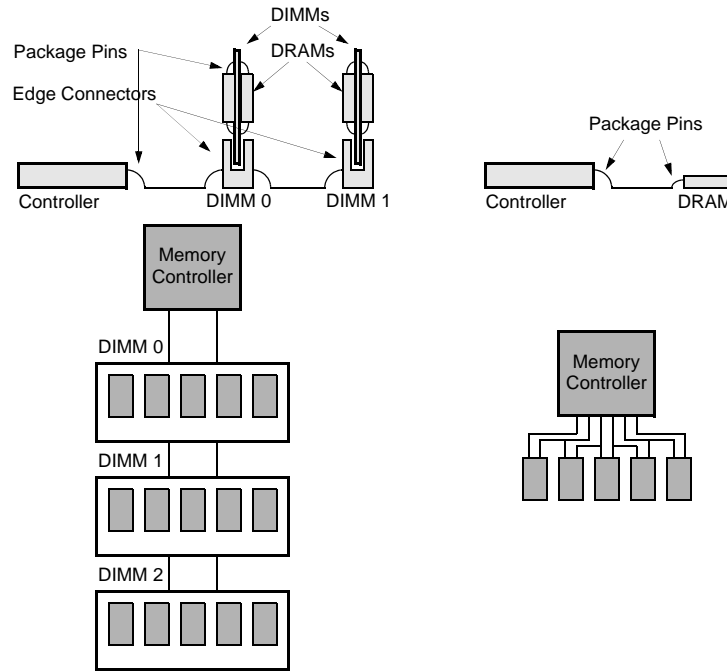 DIMMs
Package Pins
DRAMs
Edge Connectors
Controller
DIMM 0
DIMM 1
Package Pins
Controller
DRAM
Memory
Controller
DIMM 0
DIMM 1
DIMM 2
Memory
Controller